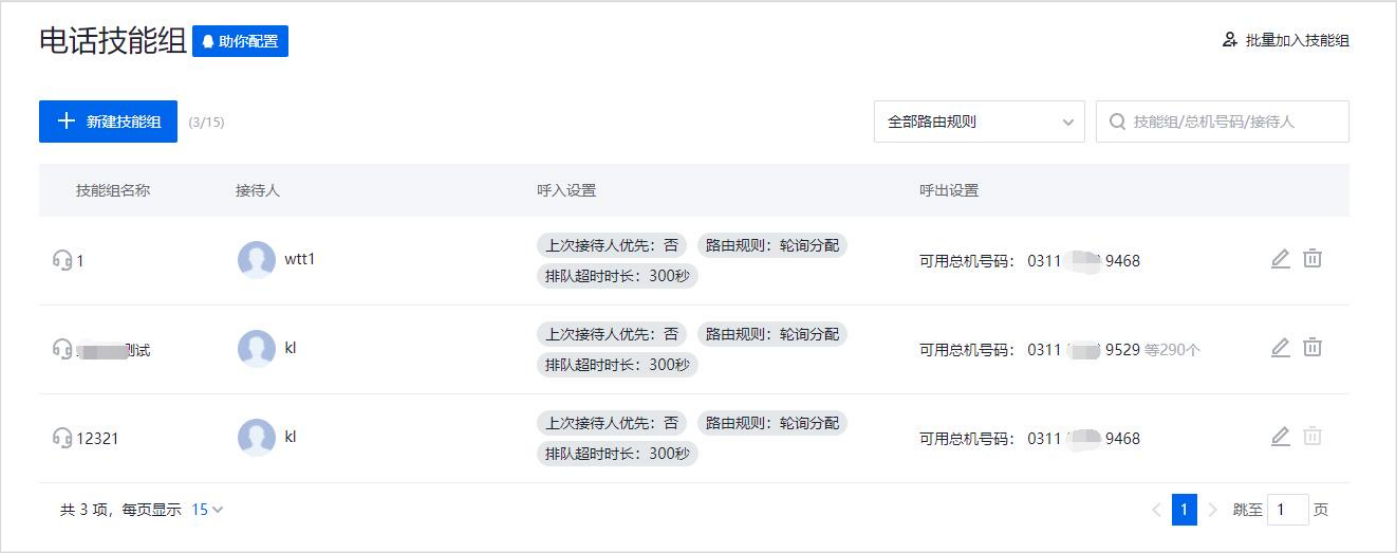 电话技能组 助你配置 批量加入技能组
新建技能组 (3/15) 全部路由规则 技能组/总机号码/接待人
技能组名称 接待人 呼入设置 呼出设置
1 wtt1 上次接待人优先：否 路由规则：轮询分配
排队超时时长：300秒
可用总机号码： 0311 9468
测试 kl 上次接待人优先：否 路由规则：轮询分配
排队超时时长：300秒
可用总机号码： 0311 9529 等290个
12321 kl 上次接待人优先：否 路由规则：轮询分配
排队超时时长：300秒
可用总机号码： 0311 9468
共 3 项，每页显示 15 1 跳至 1 页